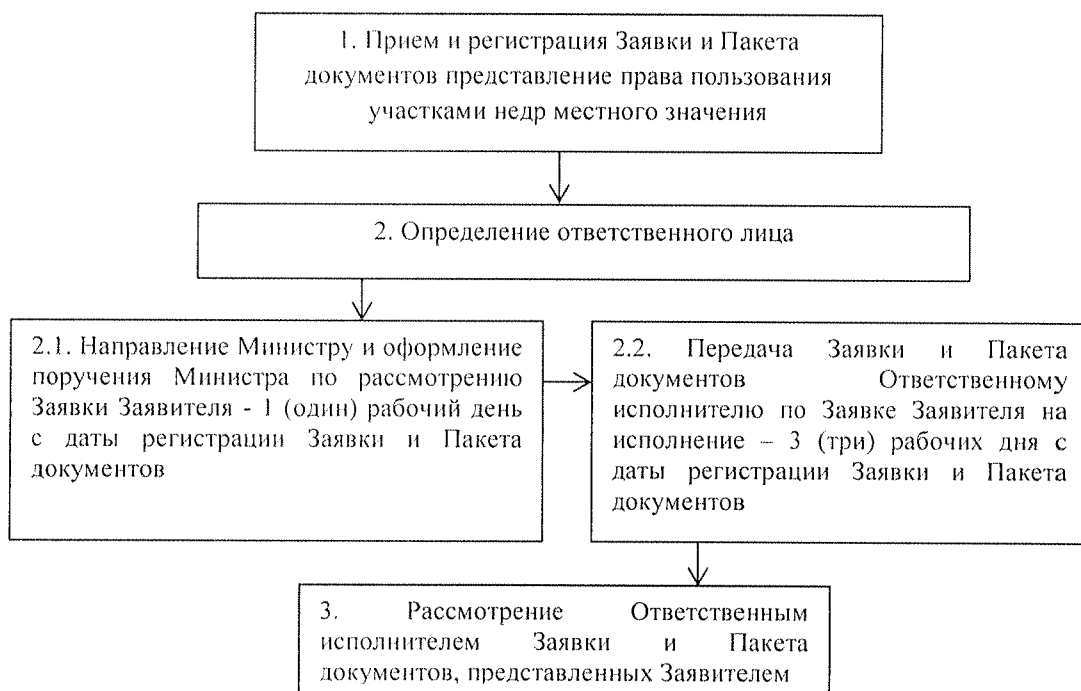 1. Прием и регистрация Заявки и Пакета
документов представление права пользования
участками недр местного значения
2. Определение ответственного лица
2.1. Направление Министру и оформление
поручения Министра по рассмотрению
Заявки Заявителя - 1 (один) рабочий день
с даты регистрации Заявки и Пакета
документов
2.2. Передача Заявки и Пакета
документов Ответственному
исполнителю по Заявке Заявителя на
исполнение – 3 (три) рабочих дня с
даты регистрации Заявки и Пакета
документов
3. Рассмотрение Ответственным
исполнителем Заявки и Пакета
документов, представленных Заявителем